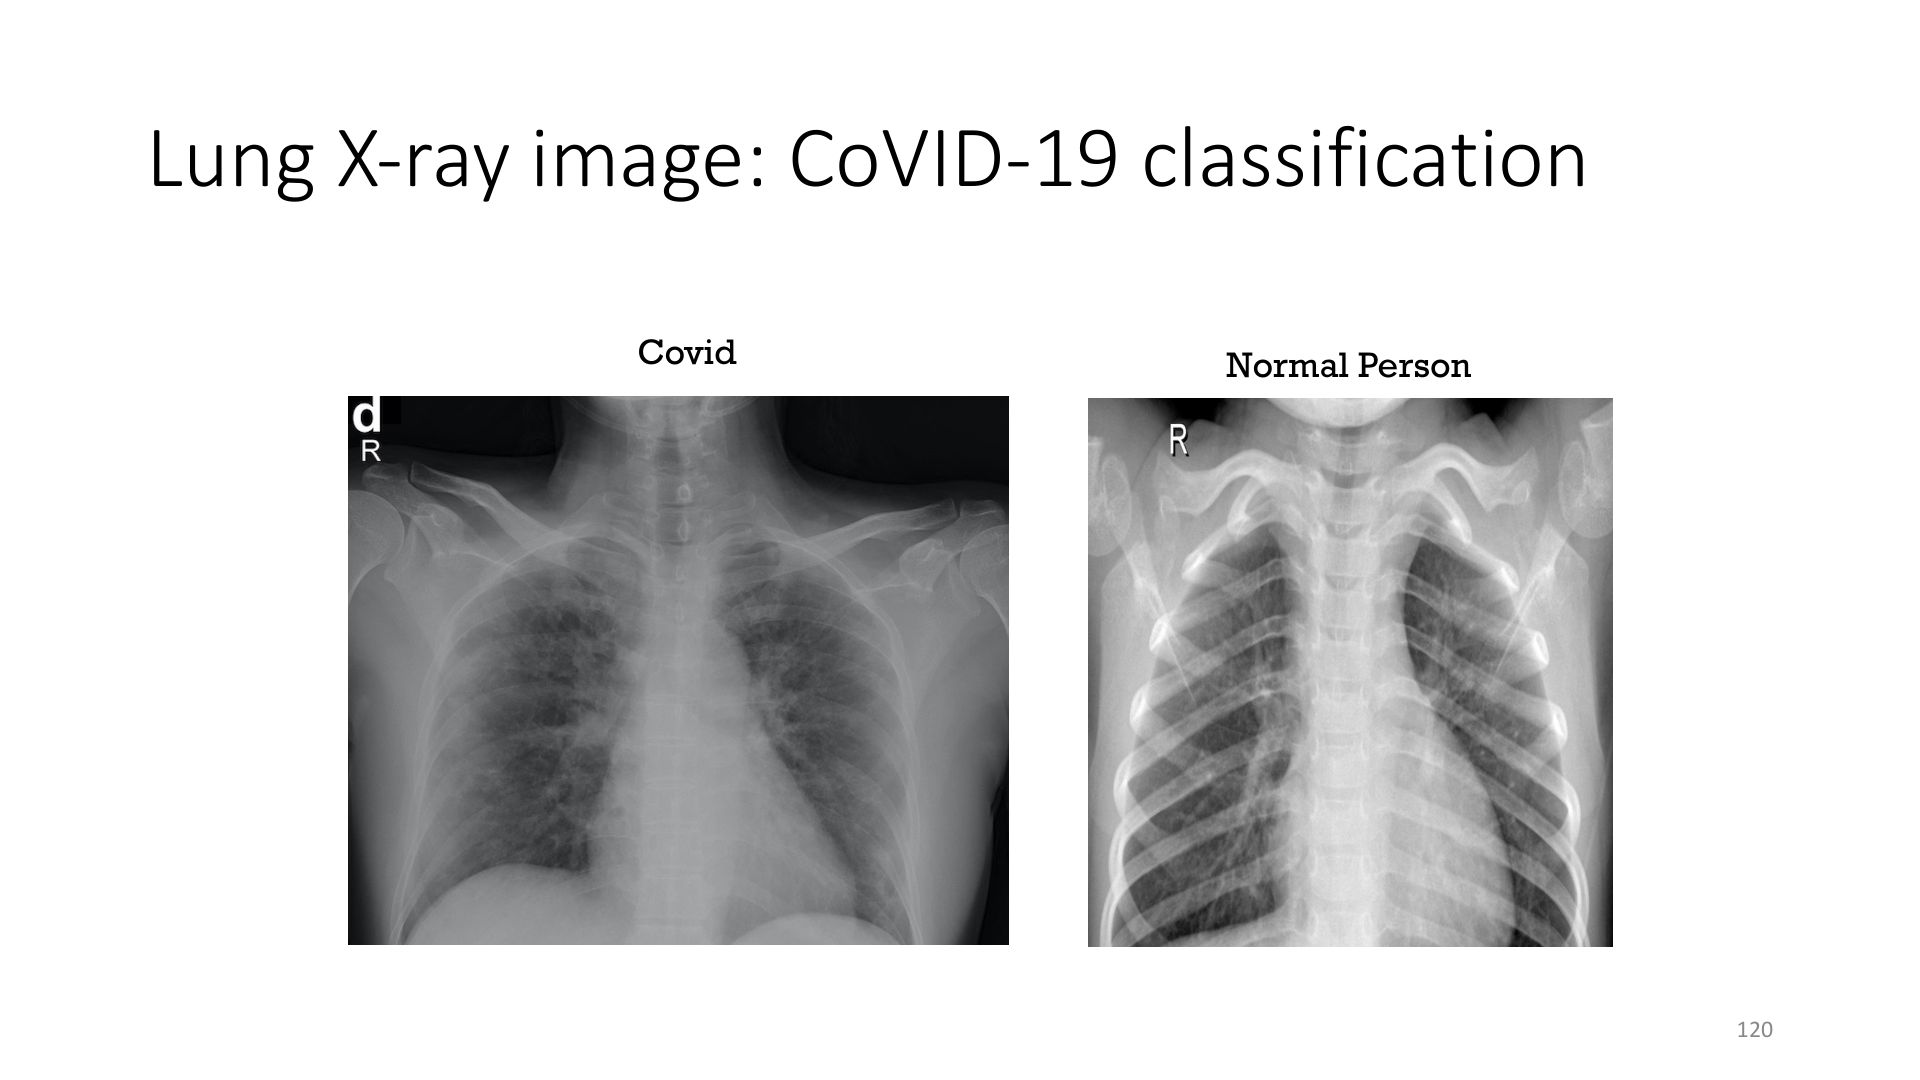 Lung X-ray image: CoVID-19 classification
Covid
Normal Person
d
R
R
120